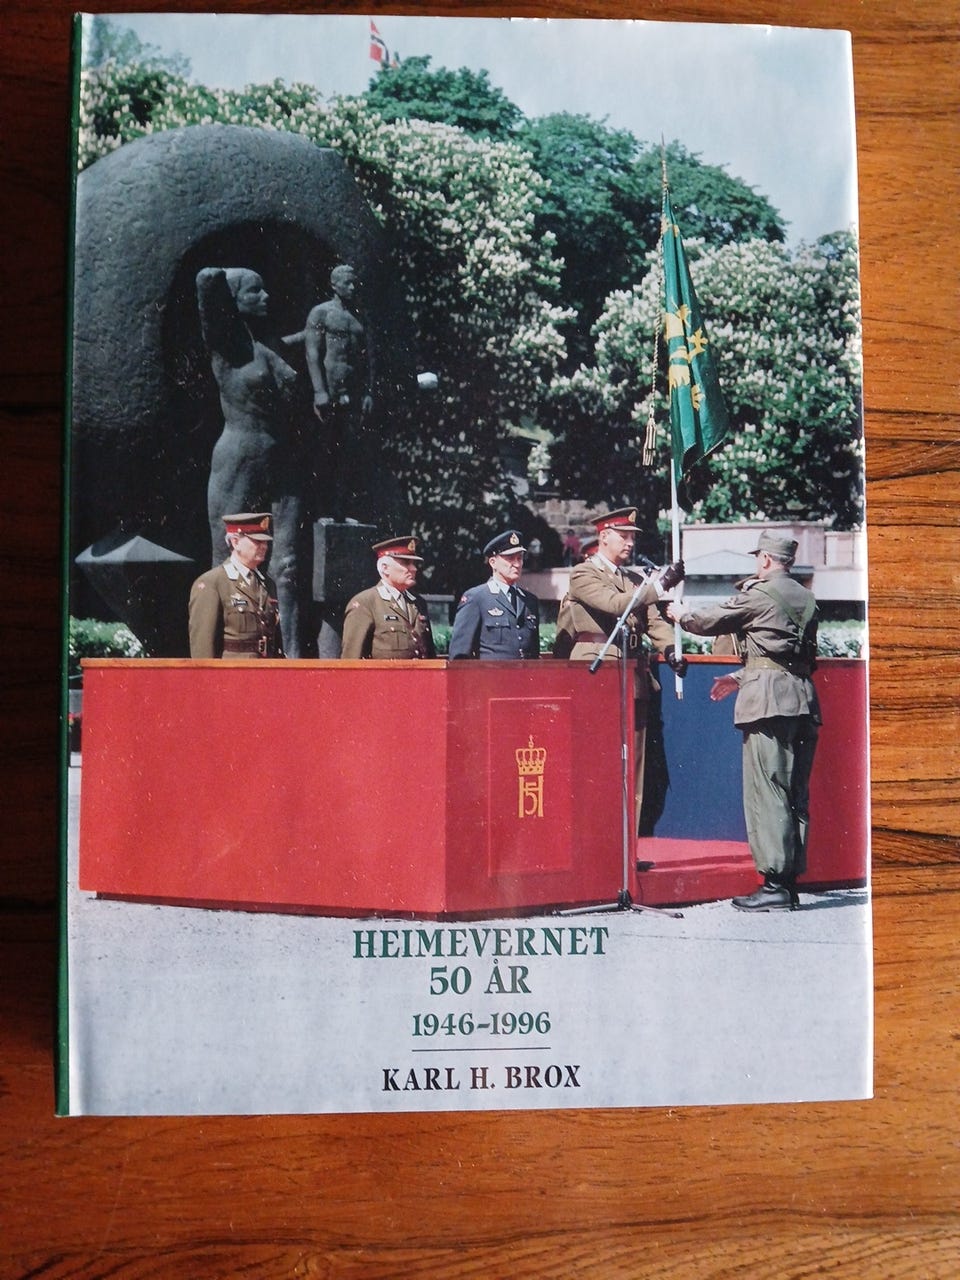 HEIMEVERNET
50 ÅR
1946-1996
KARL H. BROX